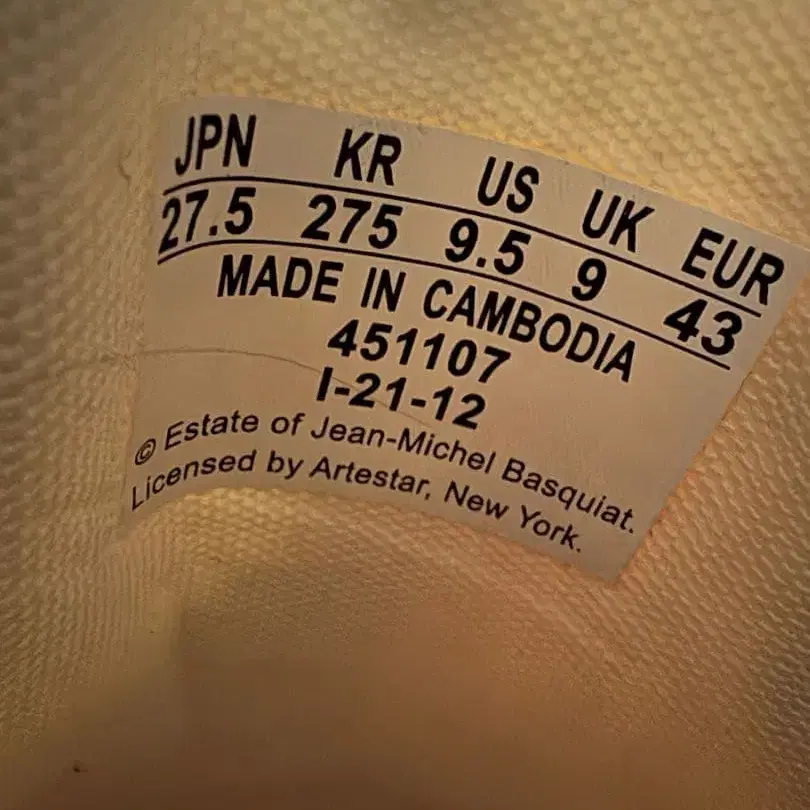 JPN KR US UK EUR
27.5 275 9.5 9 43
MADE IN CAMBODIA
451107
I-21-12
© Estate of Jean-Michel Basquiat.
Licensed by Artestar, New York.